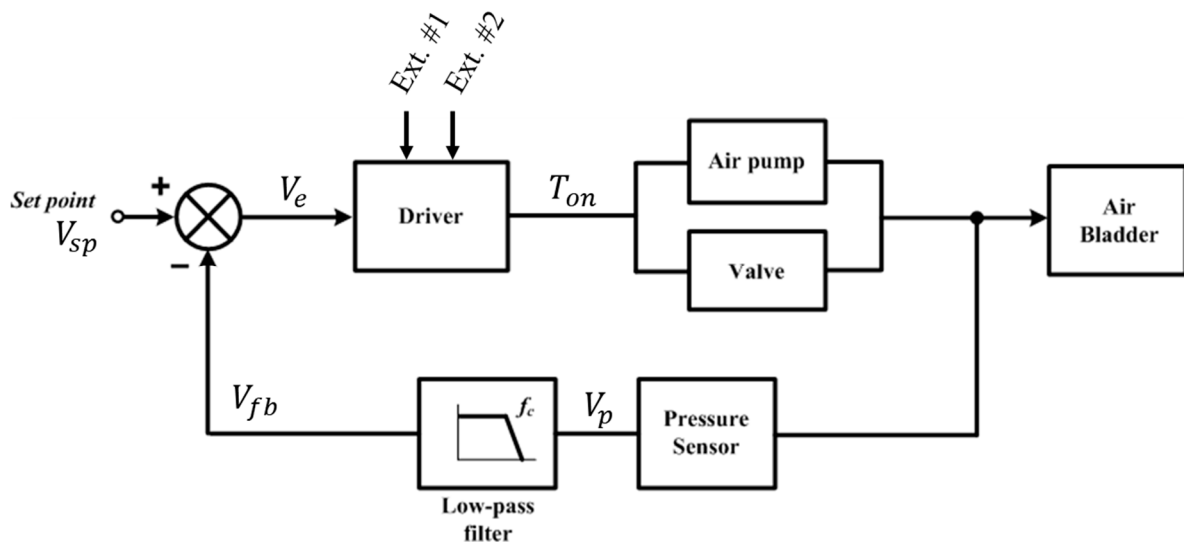 Ext. #1
Ext. #2
Set point
V_sp
+
−
V_e
Driver
T_on
Air pump
Valve
Air
Bladder
V_fb
f_c
V_p
Pressure
Sensor
Low-pass
filter